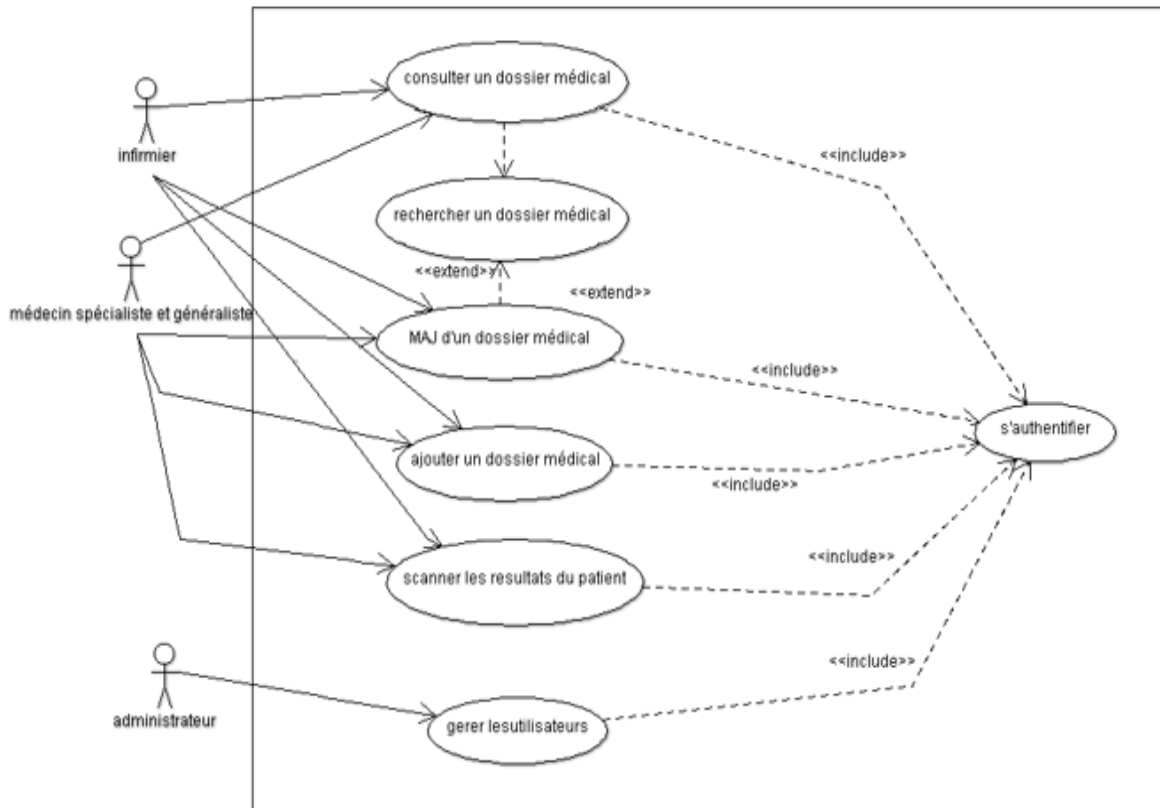 consulter un dossier médical
infirmier
<<include>>
rechercher un dossier médical
<<extend>>
<<extend>>
médecin spécialiste et généraliste
MAJ d'un dossier médical
<<include>>
s'authentifier
ajouter un dossier médical
<<include>>
<<include>>
scanner les resultats du patient
<<include>>
administrateur
gerer lesutilisateurs